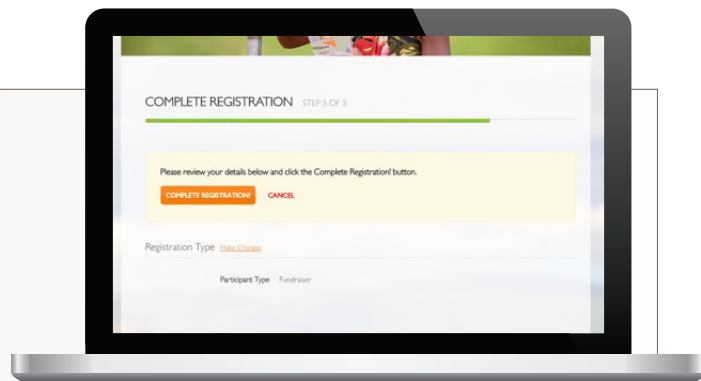 COMPLETE REGISTRATION STEP 5 OF 5
Please review your details below and click the Complete Registration! button.
COMPLETE REGISTRATION! CANCEL
Registration Type Make Changes
Participant Type Fundraiser